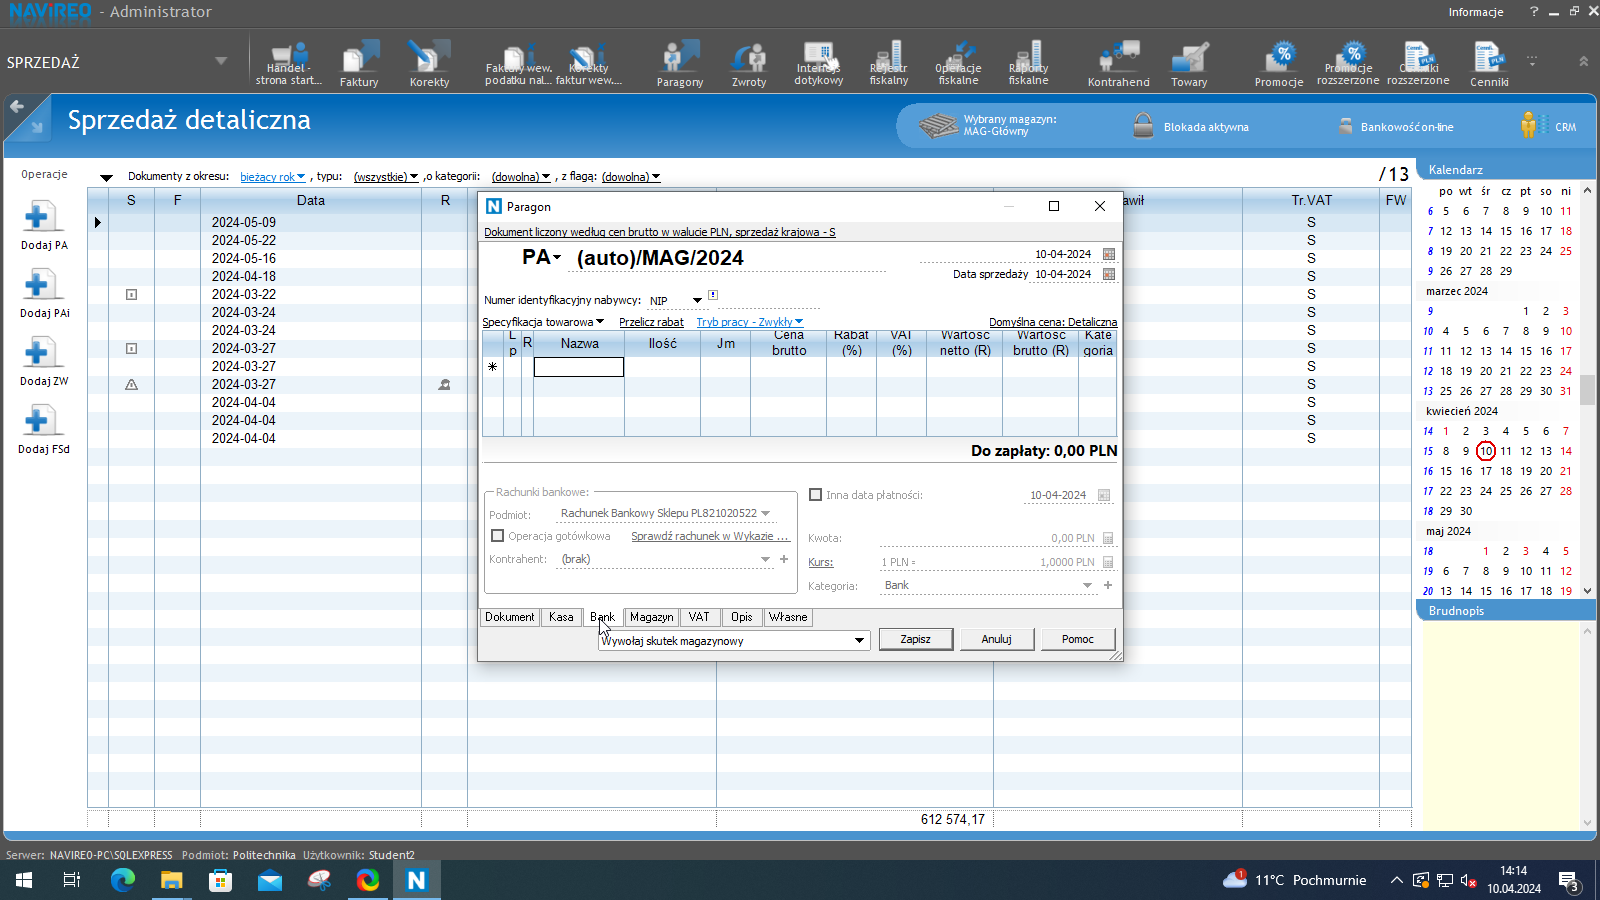 NAVIREO - Administrator
Informacje ?
SPRZEDAŻ
Handel - strona start...
Faktury
Korekty
Faktury wew. podatku nal...
Korekty faktur wew....
Paragony
Zwroty
Interfejs dotykowy
Rejestr fiskalny
Operacje fiskalne
Raporty fiskalne
Kontrahenci
Towary
Promocje
Promocje rozszerzone
Cenniki rozszerzone
Cenniki
Sprzedaż detaliczna
Wybrany magazyn:
MAG-Główny
Blokada aktywna
Bankowość on-line
CRM
Operacje
Dodaj PA
Dodaj PAi
Dodaj ZW
Dodaj FSd
Dokumenty z okresu: bieżący rok , typu: (wszystkie) ,o kategorii: (dowolna) , z flagą: (dowolna)
/ 13
S F Data R Tr.VAT FW
2024-05-09 S
2024-05-22 S
2024-05-16 S
2024-04-18 S
2024-03-22 S
2024-03-24 S
2024-03-24 S
2024-03-27 S
2024-03-27 S
2024-03-27 S
2024-04-04 S
2024-04-04 S
2024-04-04 S
612 574,17
Paragon
Dokument liczony według cen brutto w walucie PLN, sprzedaż krajowa - S
PA (auto)/MAG/2024
10-04-2024
Data sprzedaży 10-04-2024
Numer identyfikacyjny nabywcy: NIP
Specyfikacja towarowa Przelicz rabat Tryb pracy - Zwykły Domyślna cena: Detaliczna
Lp R Nazwa Ilość Jm Cena brutto Rabat (%) VAT (%) Wartość netto (R) Wartość brutto (R) Kategoria
Do zapłaty: 0,00 PLN
Rachunki bankowe:
Podmiot: Rachunek Bankowy Sklepu PL821020522
Operacja gotówkowa Sprawdź rachunek w Wykazie ...
Kontrahent: (brak)
Inna data płatności: 10-04-2024
Kwota: 0,00 PLN
Kurs: 1 PLN = 1,0000 PLN
Kategoria: Bank
Dokument Kasa Bank Magazyn VAT Opis Własne
Wywołaj skutek magazynowy
Zapisz Anuluj Pomoc
Kalendarz
po wt śr cz pt so ni
6 5 6 7 8 9 10 11
7 12 13 14 15 16 17 18
8 19 20 21 22 23 24 25
9 26 27 28 29
marzec 2024
9 1 2 3
10 4 5 6 7 8 9 10
11 11 12 13 14 15 16 17
12 18 19 20 21 22 23 24
13 25 26 27 28 29 30 31
kwiecień 2024
14 1 2 3 4 5 6 7
15 8 9 10 11 12 13 14
16 15 16 17 18 19 20 21
17 22 23 24 25 26 27 28
18 29 30
maj 2024
18 1 2 3 4 5
19 6 7 8 9 10 11 12
20 13 14 15 16 17 18 19
Brudnopis
Serwer: NAVIREO-PC\SQLEXPRESS Podmiot: Politechnika Użytkownik: Student2
1
11°C Pochmurnie
14:14
10.04.2024
3